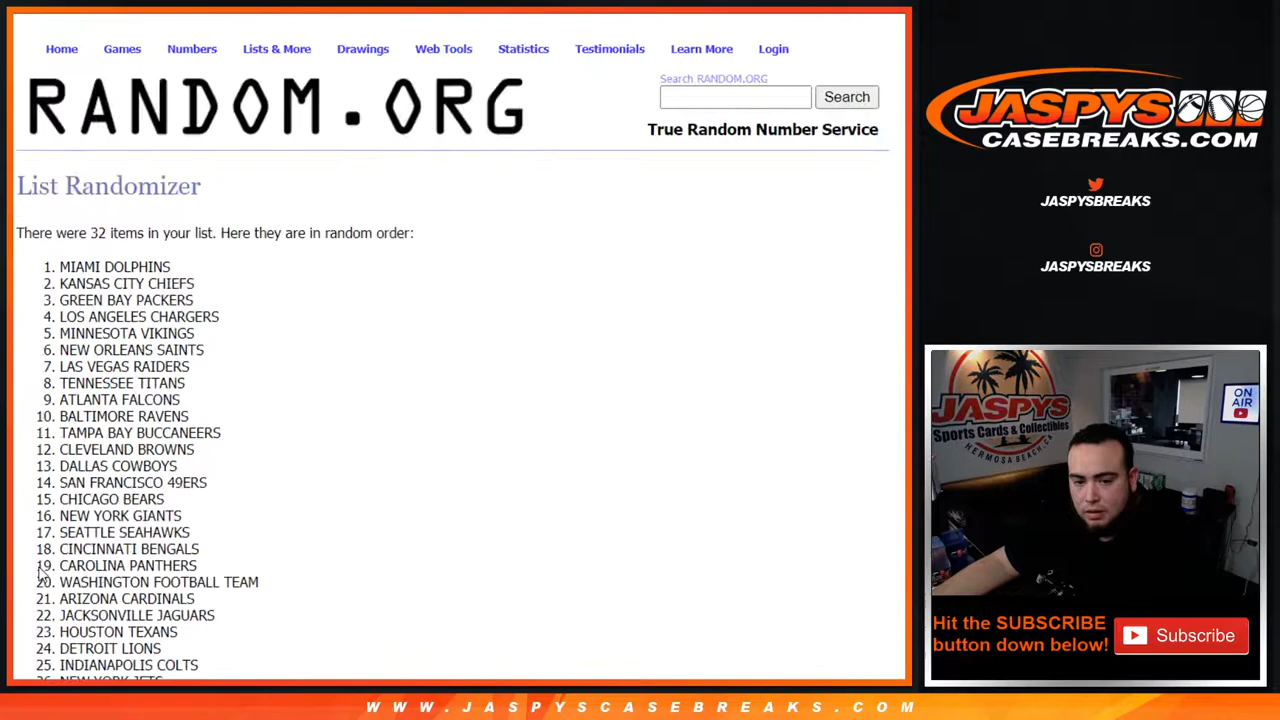 Home Games Numbers Lists & More Drawings Web Tools Statistics Testimonials Learn More Login
RANDOM.ORG
Search RANDOM.ORG
Search
True Random Number Service
List Randomizer
There were 32 items in your list. Here they are in random order:
1. MIAMI DOLPHINS
2. KANSAS CITY CHIEFS
3. GREEN BAY PACKERS
4. LOS ANGELES CHARGERS
5. MINNESOTA VIKINGS
6. NEW ORLEANS SAINTS
7. LAS VEGAS RAIDERS
8. TENNESSEE TITANS
9. ATLANTA FALCONS
10. BALTIMORE RAVENS
11. TAMPA BAY BUCCANEERS
12. CLEVELAND BROWNS
13. DALLAS COWBOYS
14. SAN FRANCISCO 49ERS
15. CHICAGO BEARS
16. NEW YORK GIANTS
17. SEATTLE SEAHAWKS
18. CINCINNATI BENGALS
19. CAROLINA PANTHERS
20. WASHINGTON FOOTBALL TEAM
21. ARIZONA CARDINALS
22. JACKSONVILLE JAGUARS
23. HOUSTON TEXANS
24. DETROIT LIONS
25. INDIANAPOLIS COLTS
26. NEW YORK JETS
JASPYS
CASEBREAKS.COM
JASPYSBREAKS
JASPYSBREAKS
JASPYS
Sports Cards & Collectibles
HERMOSA BEACH, CA
ON
AIR
Hit the SUBSCRIBE
button down below!
Subscribe
WWW.JASPYSCASEBREAKS.COM